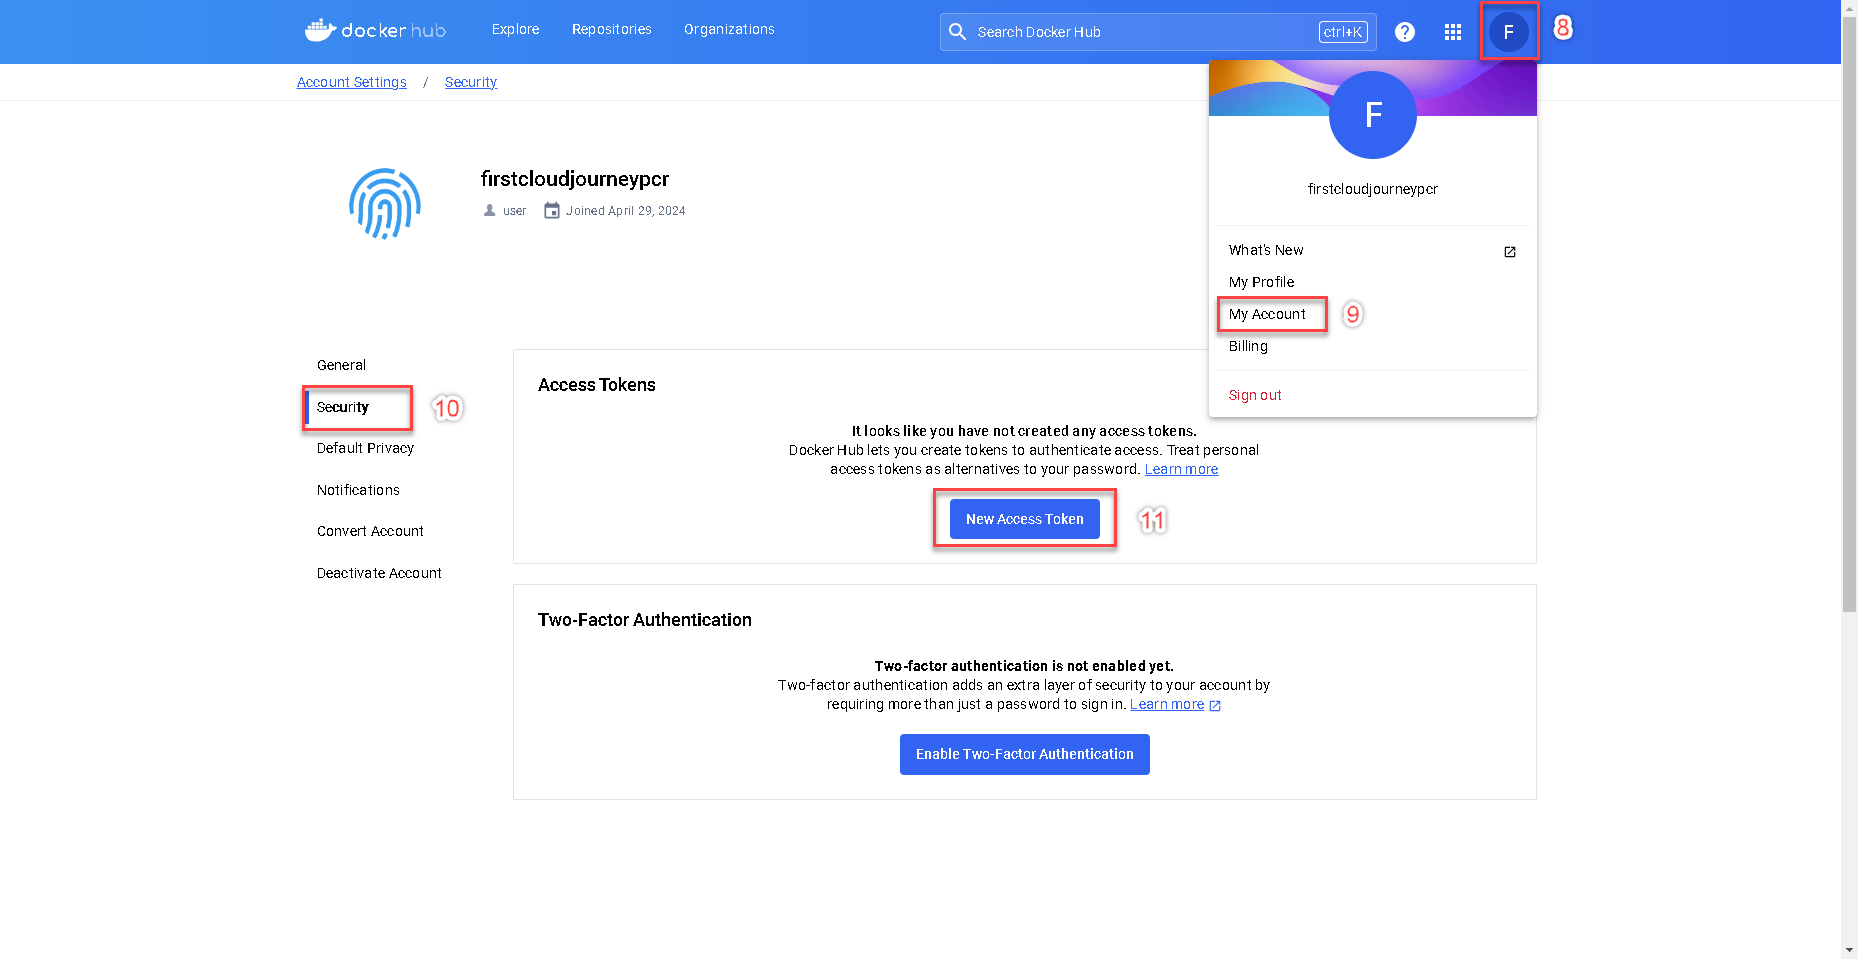 docker hub
Explore
Repositories
Organizations
Search Docker Hub
ctrl+K
?
F
8
Account Settings / Security
F
firstcloudjourneypcr
firstcloudjourneypcr
user
Joined April 29, 2024
What's New
My Profile
My Account
9
Billing
Sign out
General
Security
10
Default Privacy
Notifications
Convert Account
Deactivate Account
Access Tokens
It looks like you have not created any access tokens.
Docker Hub lets you create tokens to authenticate access. Treat personal
access tokens as alternatives to your password. Learn more
New Access Token
11
Two-Factor Authentication
Two-factor authentication is not enabled yet.
Two-factor authentication adds an extra layer of security to your account by
requiring more than just a password to sign in. Learn more
Enable Two-Factor Authentication